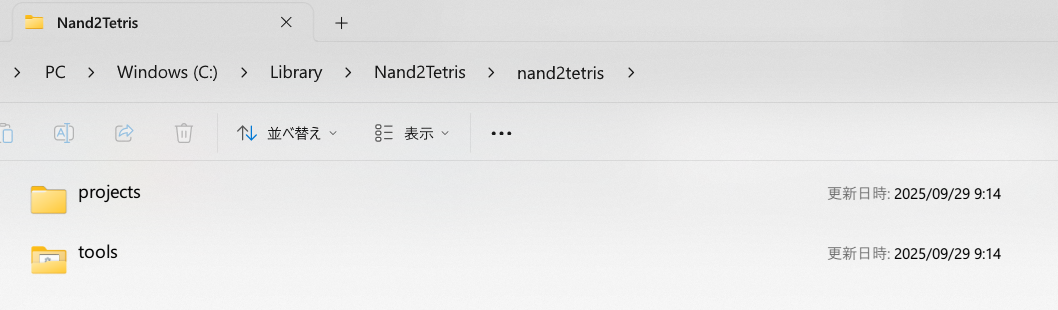 Nand2Tetris
PC > Windows (C:) > Library > Nand2Tetris > nand2tetris >
並べ替え 表示
projects 更新日時: 2025/09/29 9:14
tools 更新日時: 2025/09/29 9:14